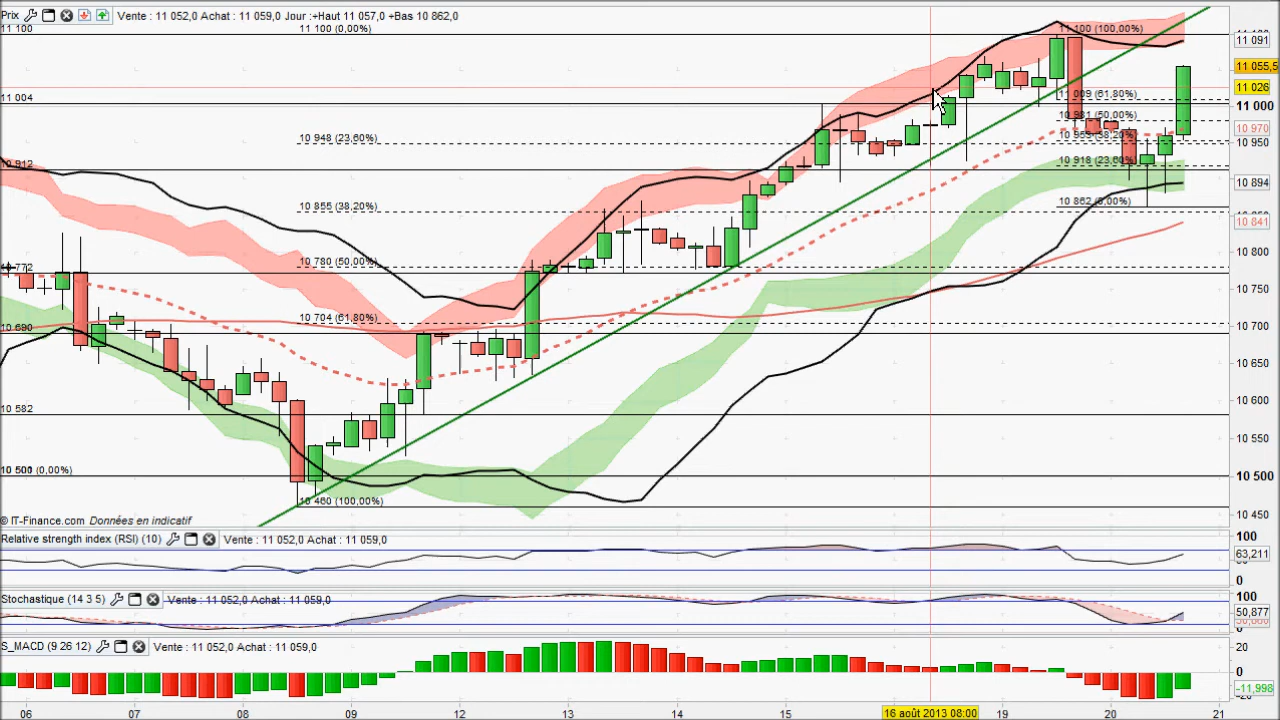 Prix Vente : 11 052,0 Achat : 11 059,0 Jour :+Haut 11 057,0 +Bas 10 862,0
11 100
11 100 (0,00%)
11 100 (100,00%)
11 091
11 055,5
11 026
11 004
11 009 (61,80%)
11 000
10 981 (50,00%)
10 970
10 948 (23,60%)
10 963 (38,20%)
10 950
10 912
10 918 (23,60%)
10 894
10 855 (38,20%)
10 862 (0,00%)
10 841
10 780 (50,00%)
10 772
10 800
10 750
10 704 (61,80%)
10 690
10 700
10 650
10 600
10 582
10 550
10 500 (0,00%)
10 500
10 460 (100,00%)
10 450
© IT-Finance.com Données en indicatif
Relative strength index (RSI) (10) Vente : 11 052,0 Achat : 11 059,0
100
63,211
0
Stochastique (14 3 5) Vente : 11 052,0 Achat : 11 059,0
100
50,877
0
S_MACD (9 26 12) Vente : 11 052,0 Achat : 11 059,0
20
0
-11,998
06 07 08 09 12 13 14 15 16 août 2013 08:00 19 20 21